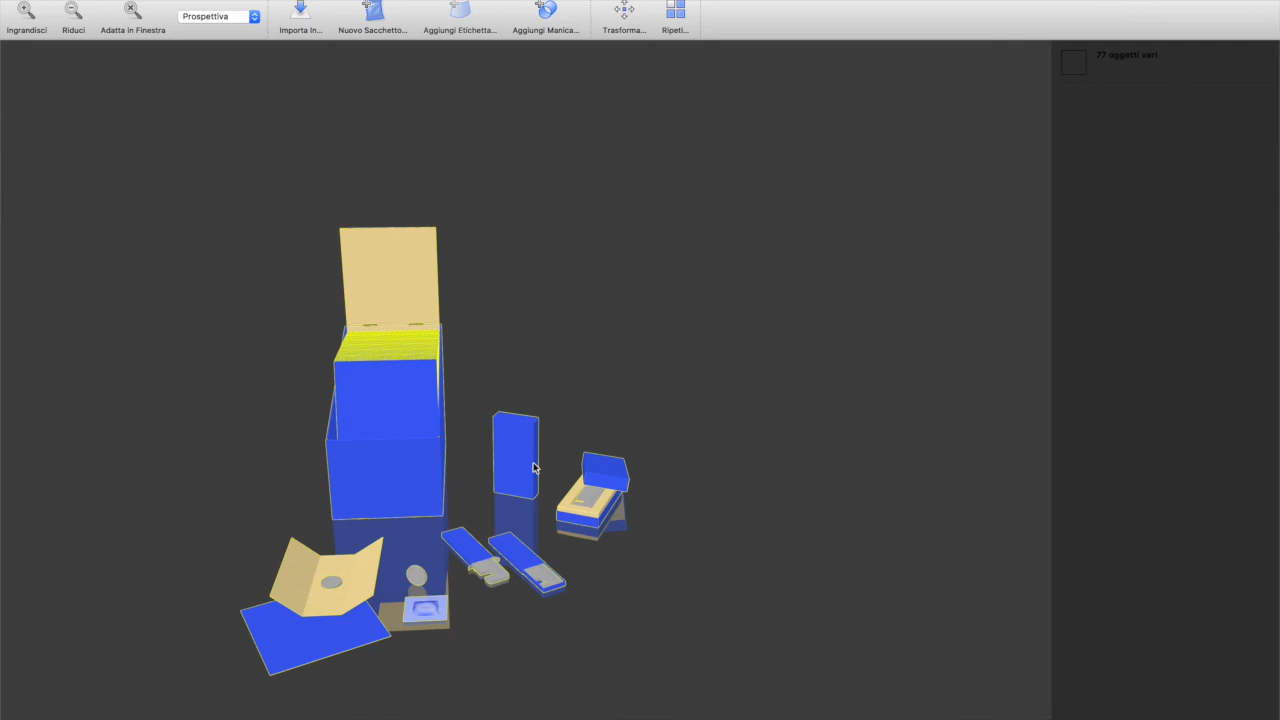 Prospettiva
Ingrandisci Riduci Adatta in Finestra Importa In... Nuovo Sacchetto... Aggiungi Etichetta... Aggiungi Manica... Trasforma... Ripeti...
77 oggetti vari